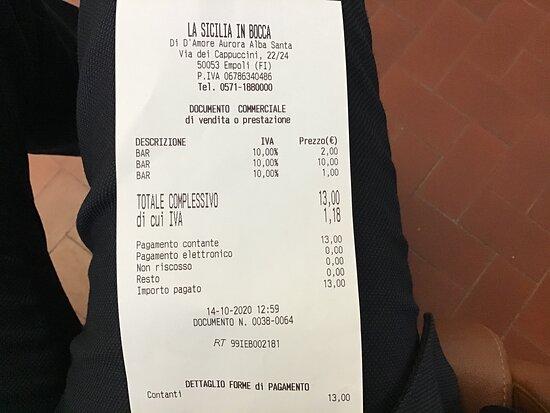 LA SICILIA IN BOCCA
Di D'Amore Aurora Alba Santa
Via dei Cappuccini, 22/24
50053 Empoli (FI)
P.IVA 06786340486
Tel. 0571-1880000
DOCUMENTO COMMERCIALE
di vendita o prestazione
DESCRIZIONE IVA Prezzo(€)
BAR 10,00% 2,00
BAR 10,00% 10,00
BAR 10,00% 1,00
TOTALE COMPLESSIVO 13,00
di cui IVA 1,18
Pagamento contante 13,00
Pagamento elettronico 0,00
Non riscosso 0,00
Resto 0,00
Importo pagato 13,00
14-10-2020 12:59
DOCUMENTO N. 0038-0064
RT 99IEB002181
DETTAGLIO FORME di PAGAMENTO
Contanti 13,00